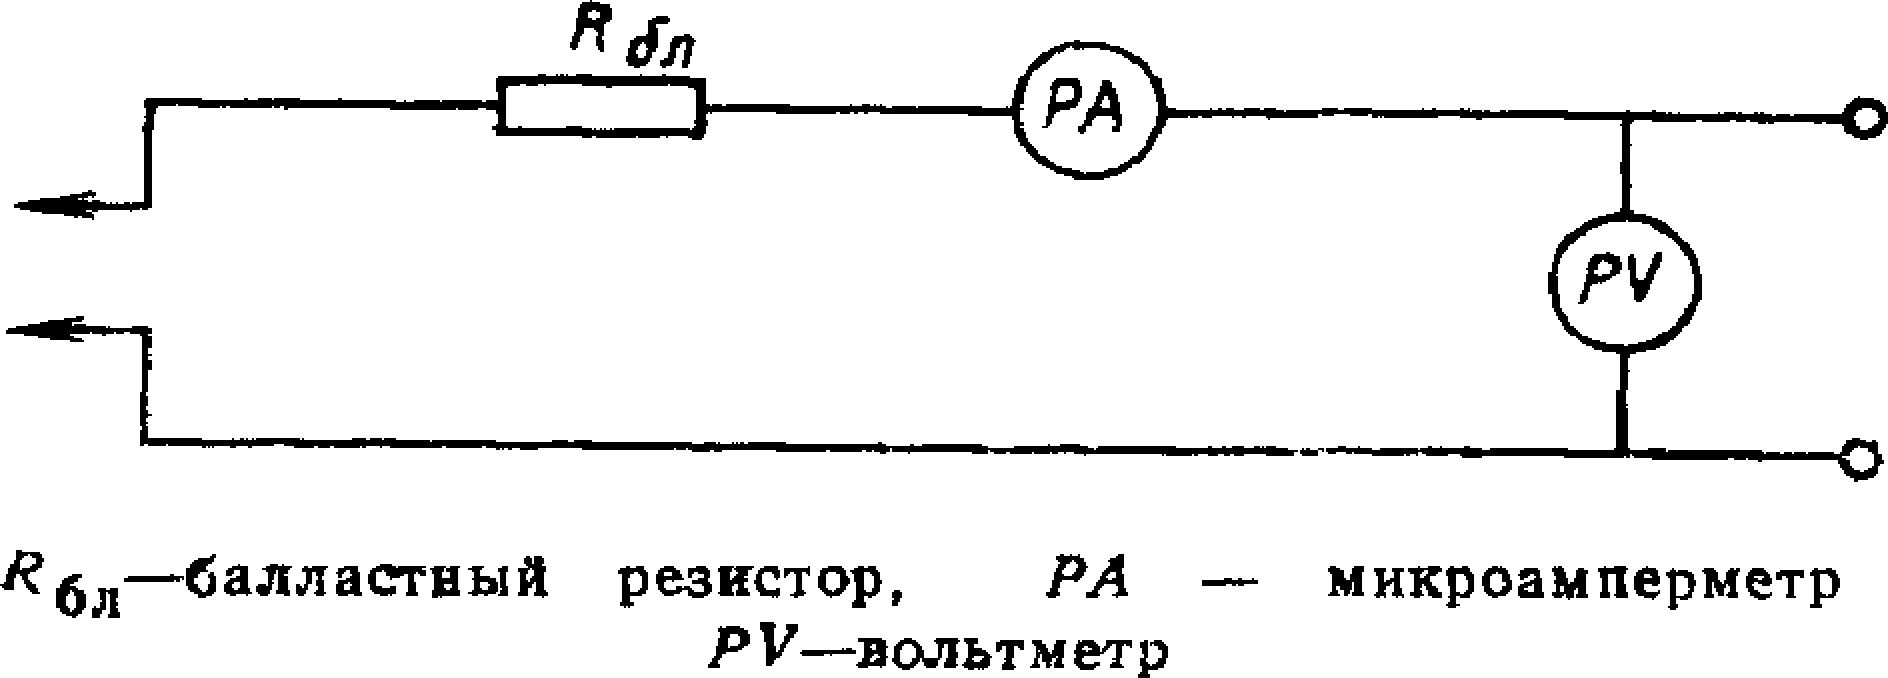 R бл
PA
PV
R бл—балластный резистор, PA — микроамперметр
PV—вольтметр